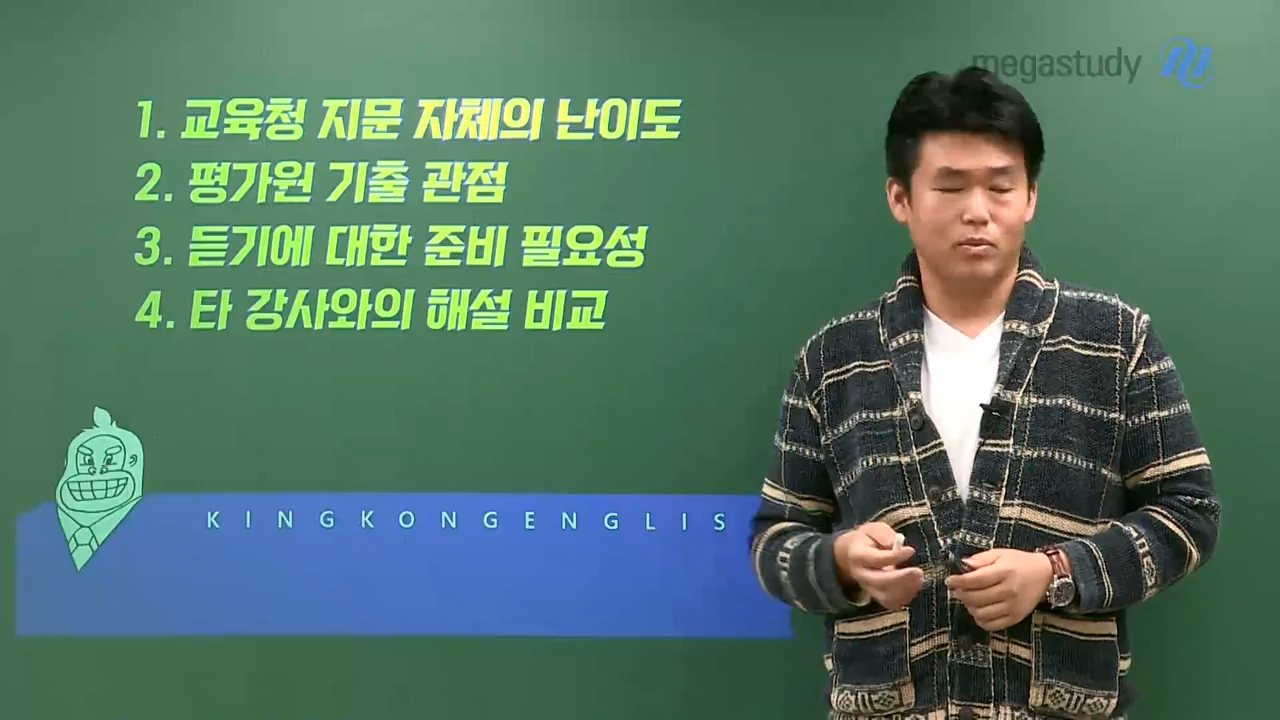 megastudy
1. 교육청 지문 자체의 난이도
2. 평가원 기출 관점
3. 듣기에 대한 준비 필요성
4. 타 강사와의 해설 비교
KINGKONGENGLIS